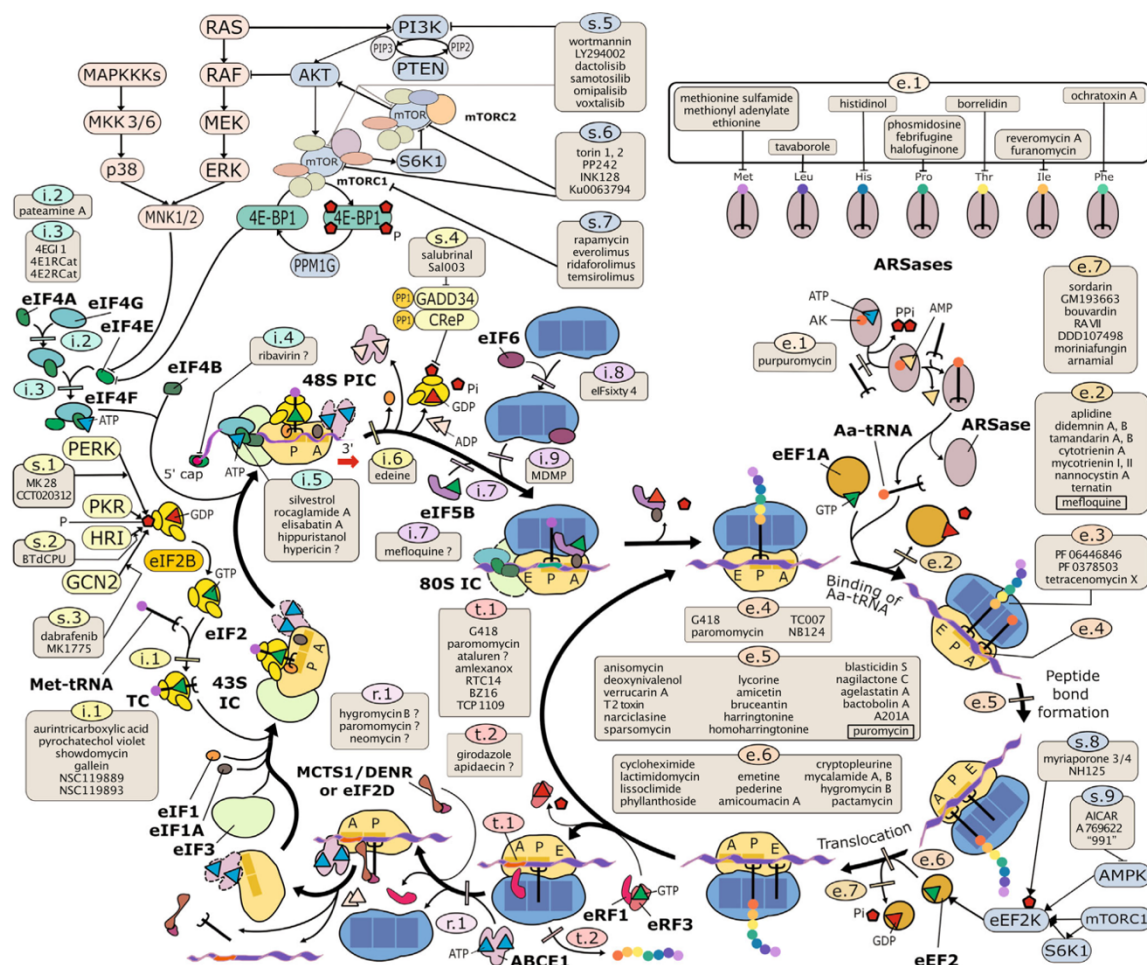 RAS
PI3K
PIP3
PIP2
PTEN
MAPKKKs
RAF
AKT
MKK 3/6
MEK
mTOR
mTORC2
p38
ERK
mTOR
S6K1
mTORC1
MNK1/2
4E-BP1
4E-BP1
P
PPM1G
s.5
wortmannin
LY294002
dactolisib
samotosilib
omipalisib
voxtalisib
s.6
torin 1, 2
PP242
INK128
Ku0063794
s.7
rapamycin
everolimus
ridaforolimus
temsirolimus
e.1
methionine sulfamide
methionyl adenylate
ethionine
tavaborole
histidinol
phosmidosine
febrifugine
halofuginone
borrelidin
reveromycin A
furanomycin
ochratoxin A
Met
Leu
His
Pro
Thr
Ile
Phe
ARSases
i.2
pateamine A
i.3
4EGI 1
4E1RCat
4E2RCat
eIF4A
eIF4G
i.2
eIF4E
i.3
eIF4F
ATP
eIF4B
s.4
salubrinal
Sal003
PP1
GADD34
PP1
CReP
i.4
ribavirin ?
48S PIC
P A
3'
5' cap
ATP
Pi
GDP
ADP
i.6
edeine
i.5
silvestrol
rocaglamide A
elisabatin A
hippuristanol
hypericin ?
eIF6
i.8
eIFsixty 4
i.9
MDMP
i.7
eIF5B
i.7
mefloquine ?
80S IC
E P A
E P A
e.1
purpuromycin
ATP
AK
PPi
AMP
ARSase
Aa-tRNA
eEF1A
GTP
e.2
Binding of
Aa-tRNA
e.7
sordarin
GM193663
bouvardin
RA VII
DDD107498
moriniafungin
arnamial
e.2
aplidine
didemnin A, B
tamandarin A, B
cytotrienin A
mycotrienin I, II
nannocystin A
ternatin
mefloquine
e.3
PF 06446846
PF 0378503
tetracenomycin X
e.4
E P A
PERK
s.1
MK 28
CCT020312
PKR
P
GDP
HRI
s.2
BTdCPU
eIF2B
GCN2
GTP
s.3
dabrafenib
MK1775
eIF2
i.1
Met-tRNA
TC
43S
IC
P A
i.1
aurintricarboxylic acid
pyrochatechol violet
showdomycin
gallein
NSC119889
NSC119893
eIF1
eIF1A
eIF3
t.1
G418
paromomycin
ataluren ?
amlexanox
RTC14
BZ16
TCP 1109
r.1
hygromycin B ?
paromomycin ?
neomycin ?
t.2
girodazole
apidaecin ?
e.4
G418
paromomycin
TC007
NB124
e.5
anisomycin
deoxynivalenol
verrucarin A
T 2 toxin
narciclasine
sparsomycin
lycorine
amicetin
bruceantin
harringtonine
homoharringtonine
blasticidin S
nagilactone C
agelastatin A
bactobolin A
A201A
puromycin
e.6
cycloheximide
lactimidomycin
lissoclimide
phyllanthoside
emetine
pederine
amicoumacin A
cryptopleurine
mycalamide A, B
hygromycin B
pactamycin
e.5
Peptide
bond
formation
s.8
myriaporone 3/4
NH125
s.9
AICAR
A 769622
"991"
AMPK
mTORC1
S6K1
eEF2K
A P E
Translocation
e.6
e.7
Pi
GDP
eEF2
A P E
MCTS1/DENR
or eIF2D
A P
t.1
A P E
GTP
eRF1
eRF3
r.1
t.2
ATP
ABCE1